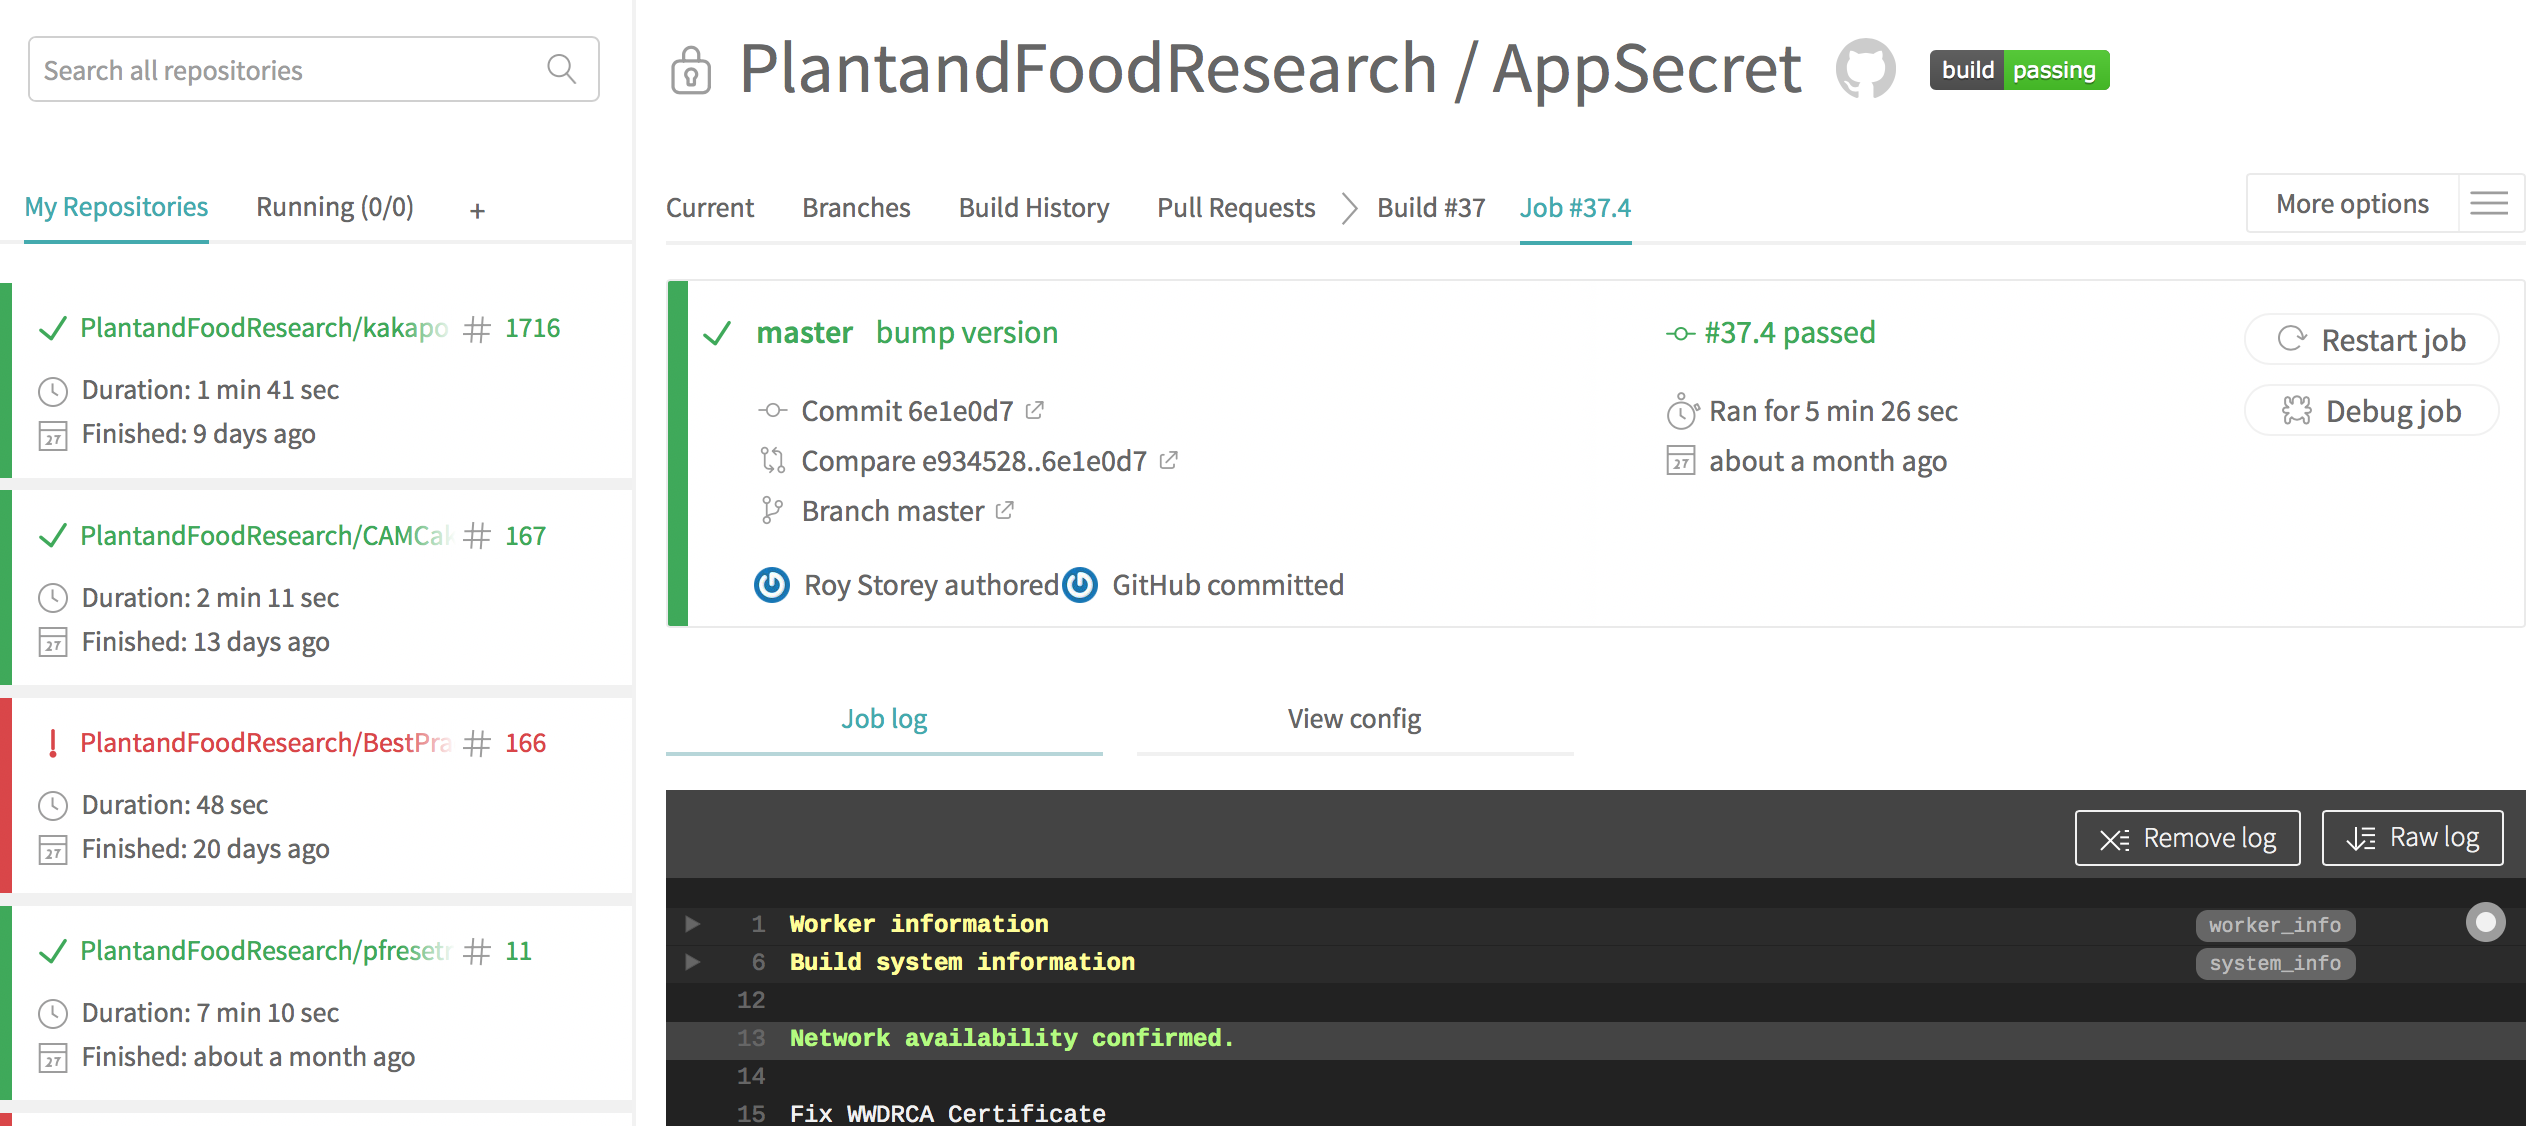 Search all repositories
My Repositories Running (0/0) +
PlantandFoodResearch/kakapo # 1716
Duration: 1 min 41 sec
27 Finished: 9 days ago
PlantandFoodResearch/CAMCak # 167
Duration: 2 min 11 sec
27 Finished: 13 days ago
! PlantandFoodResearch/BestPra # 166
Duration: 48 sec
27 Finished: 20 days ago
PlantandFoodResearch/pfresetr # 11
Duration: 7 min 10 sec
27 Finished: about a month ago
PlantandFoodResearch / AppSecret build passing
Current Branches Build History Pull Requests Build #37 Job #37.4 More options
master bump version
Commit 6e1e0d7
Compare e934528..6e1e0d7
Branch master
Roy Storey authored GitHub committed
#37.4 passed
Ran for 5 min 26 sec
27 about a month ago
Restart job
Debug job
Job log View config
Remove log Raw log
1 Worker information worker_info
6 Build system information system_info
12
13 Network availability confirmed.
14
15 Fix WWDRCA Certificate